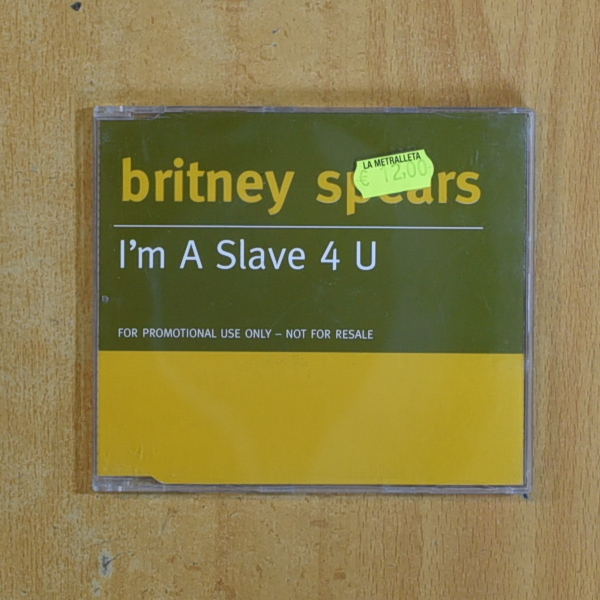 britney spears
LA METRALLETA
€ 12,00
I'm A Slave 4 U
FOR PROMOTIONAL USE ONLY – NOT FOR RESALE